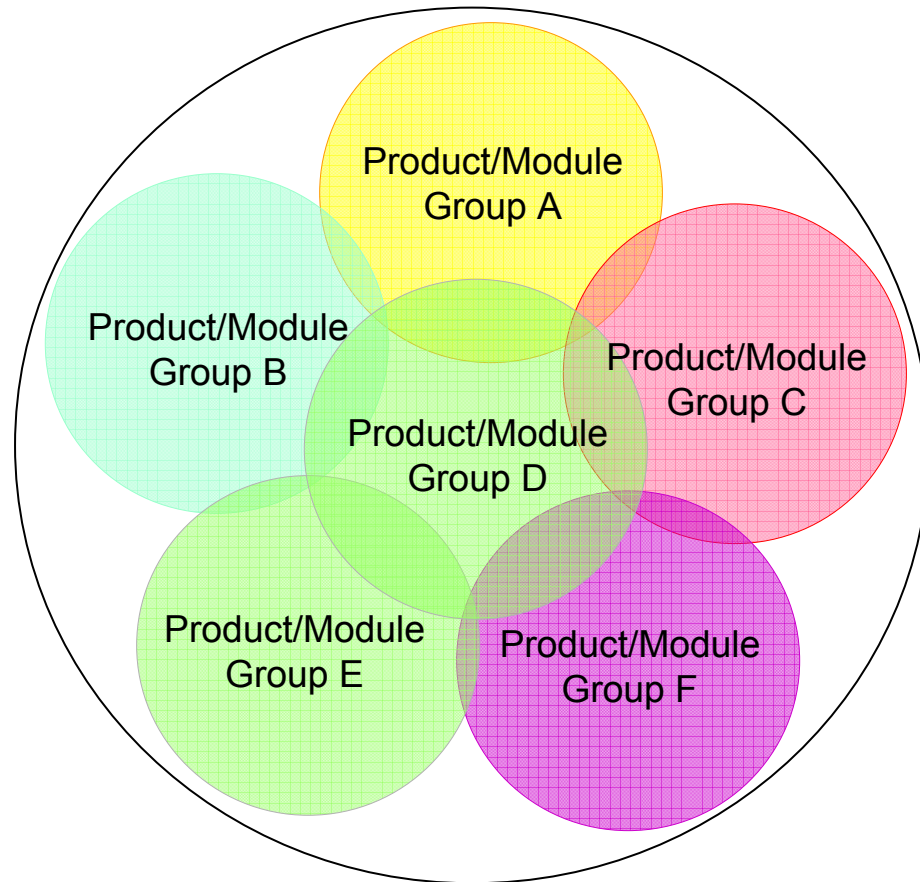 Product/Module
Group A
Product/Module
Group B
Product/Module
Group C
Product/Module
Group D
Product/Module
Group E
Product/Module
Group F